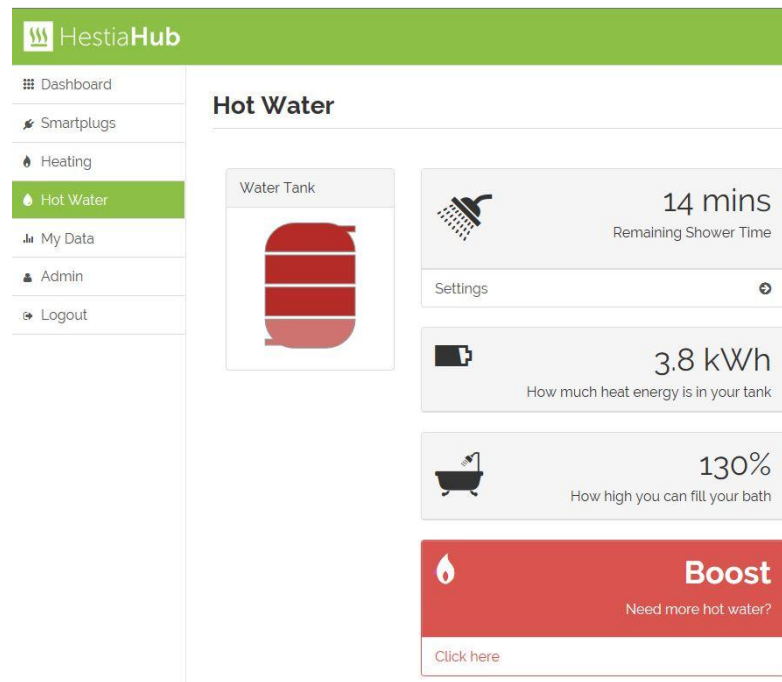 HestiaHub
Dashboard
Smartplugs
Heating
Hot Water
My Data
Admin
Logout
Hot Water
Water Tank
14 mins
Remaining Shower Time
Settings
3.8 kWh
How much heat energy is in your tank
130%
How high you can fill your bath
Boost
Need more hot water?
Click here